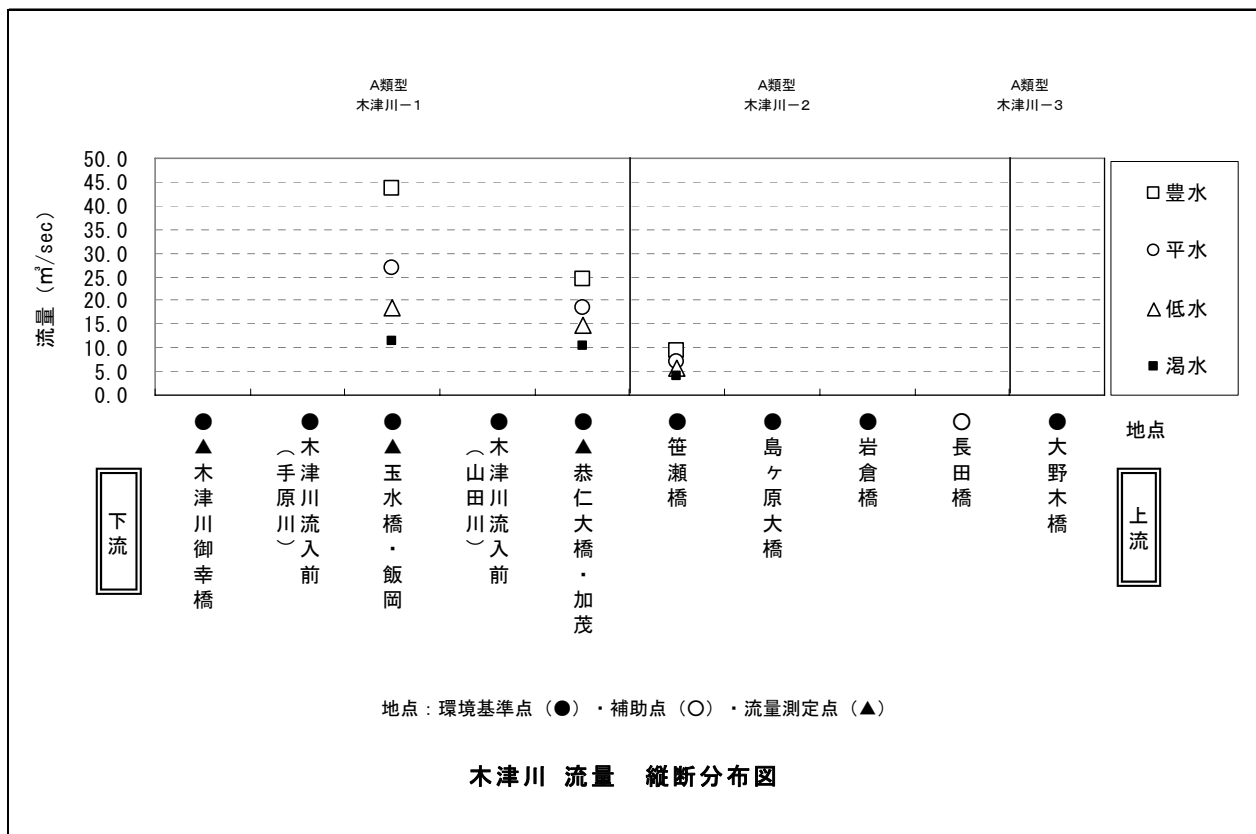 A類型
木津川－1
A類型
木津川－2
A類型
木津川－3
流量 (㎥/sec)
50.0
45.0
40.0
35.0
30.0
25.0
20.0
15.0
10.0
5.0
0.0
□豊水
○平水
△低水
■渇水
●▲木津川御幸橋
●木津川流入前
（手原川）
●▲玉水橋・飯岡
●木津川流入前
（山田川）
●▲恭仁大橋・加茂
●笹瀬橋
●島ヶ原大橋
●岩倉橋
○長田橋
●大野木橋
地点
下流
上流
地点：環境基準点（●）・補助点（○）・流量測定点（▲）
木津川 流量　縦断分布図